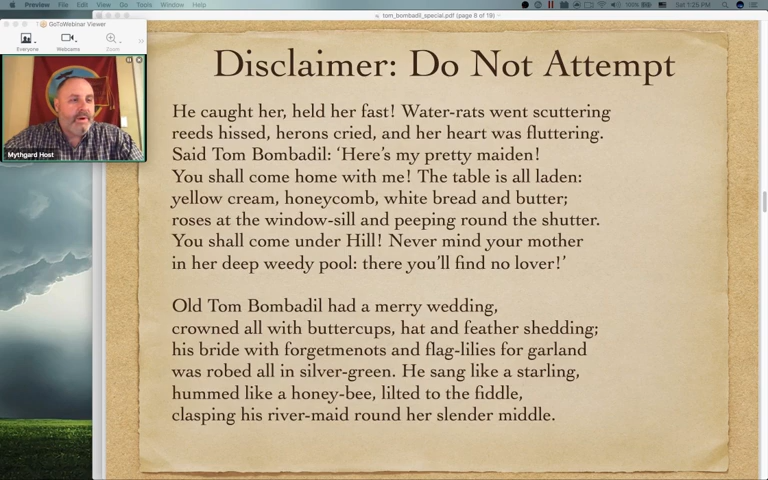 Preview File Edit View Go Tools Window Help
100%
Sat 1:25 PM
tom_bombadil_special.pdf (page 8 of 19)
GoToWebinar Viewer
Everyone Webcams Zoom
Mythgard Host
Disclaimer: Do Not Attempt
He caught her, held her fast! Water-rats went scuttering
reeds hissed, herons cried, and her heart was fluttering.
Said Tom Bombadil: ‘Here’s my pretty maiden!
You shall come home with me! The table is all laden:
yellow cream, honeycomb, white bread and butter;
roses at the window-sill and peeping round the shutter.
You shall come under Hill! Never mind your mother
in her deep weedy pool: there you’ll find no lover!’
Old Tom Bombadil had a merry wedding,
crowned all with buttercups, hat and feather shedding;
his bride with forgetmenots and flag-lilies for garland
was robed all in silver-green. He sang like a starling,
hummed like a honey-bee, lilted to the fiddle,
clasping his river-maid round her slender middle.